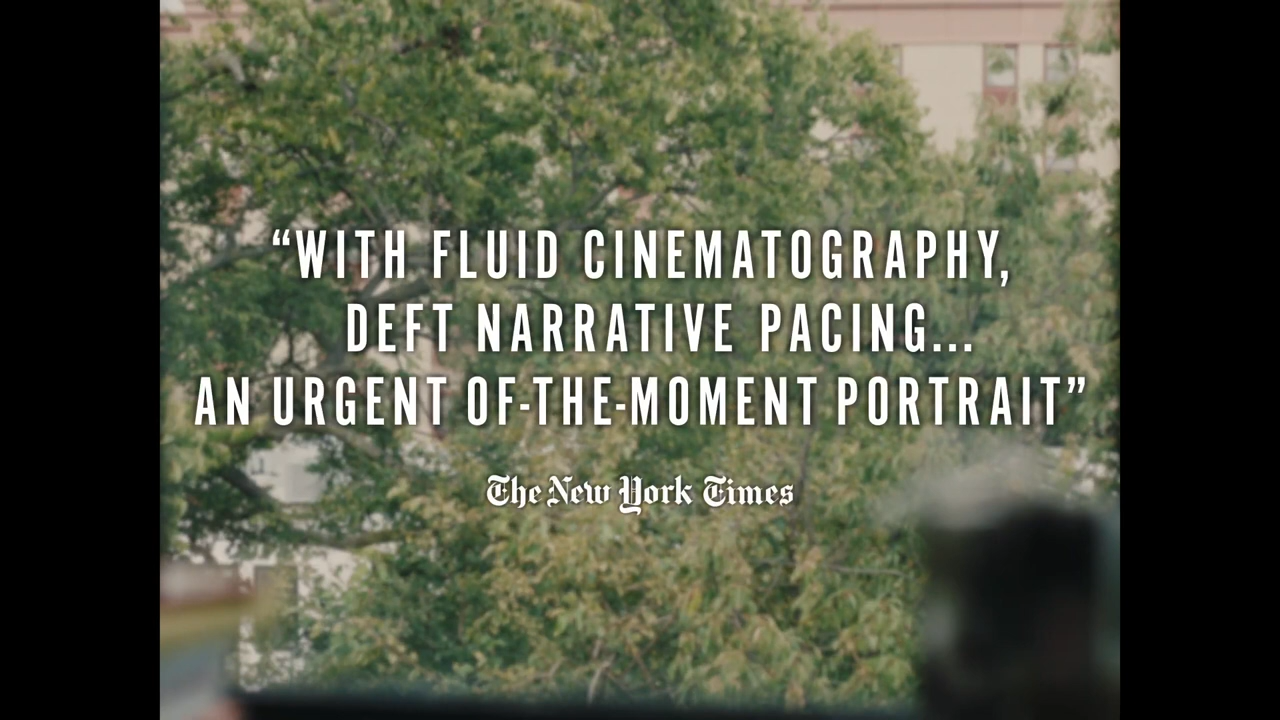 “WITH FLUID CINEMATOGRAPHY,
DEFT NARRATIVE PACING...
AN URGENT OF-THE-MOMENT PORTRAIT”
The New York Times